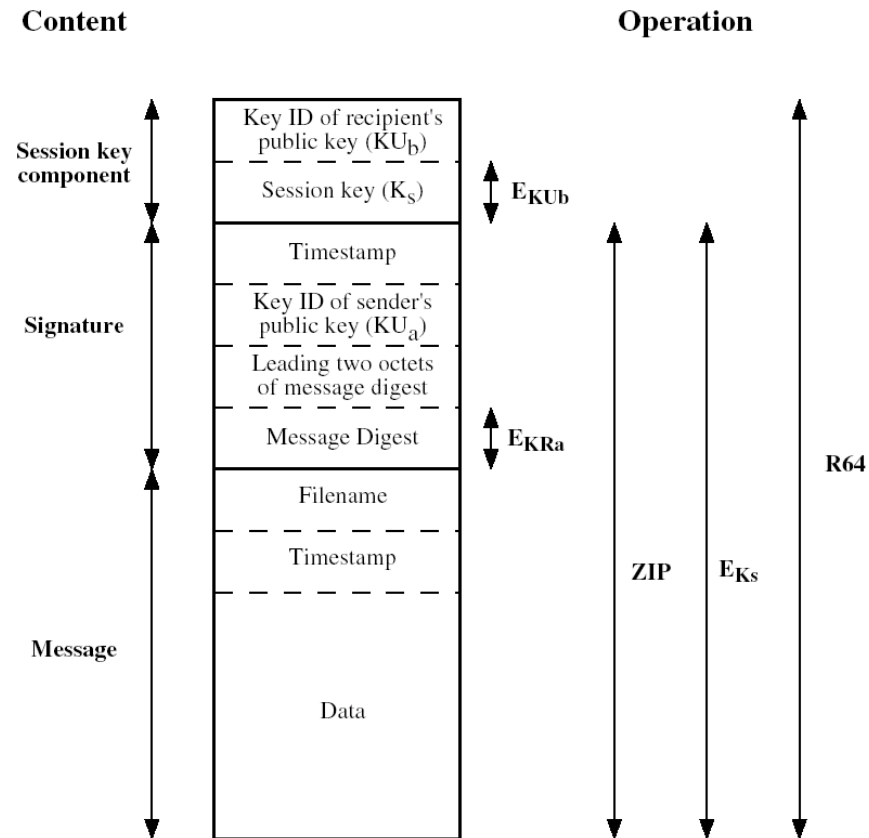 Content
Operation
Key ID of recipient's
public key (KUb)
Session key
component
Session key (Ks)
EKUb
Timestamp
Key ID of sender's
public key (KUa)
Signature
Leading two octets
of message digest
Message Digest
EKRa
R64
Filename
Timestamp
ZIP
EKs
Message
Data